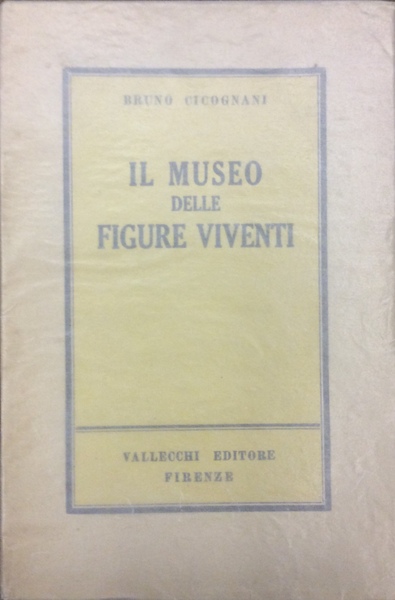 BRUNO CICOGNANI
IL MUSEO
DELLE
FIGURE VIVENTI
VALLECCHI EDITORE
FIRENZE